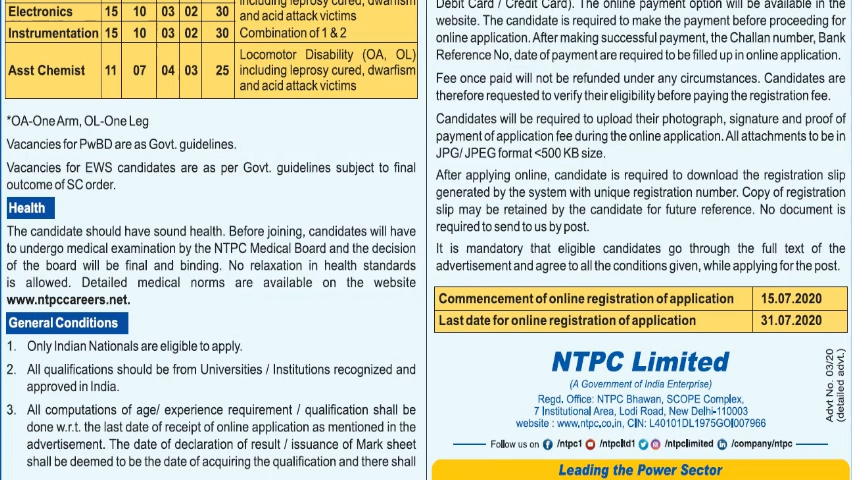 including leprosy cured, dwarfism
Electronics 15 10 03 02 30 and acid attack victims
Instrumentation 15 10 03 02 30 Combination of 1 & 2
Asst Chemist 11 07 04 03 25 Locomotor Disability (OA, OL)
including leprosy cured, dwarfism
and acid attack victims
*OA-One Arm, OL-One Leg
Vacancies for PwBD are as Govt. guidelines.
Vacancies for EWS candidates are as per Govt. guidelines subject to final
outcome of SC order.
Health
The candidate should have sound health. Before joining, candidates will have
to undergo medical examination by the NTPC Medical Board and the decision
of the board will be final and binding. No relaxation in health standards
is allowed. Detailed medical norms are available on the website
www.ntpccareers.net.
General Conditions
1. Only Indian Nationals are eligible to apply.
2. All qualifications should be from Universities / Institutions recognized and
approved in India.
3. All computations of age/ experience requirement / qualification shall be
done w.r.t. the last date of receipt of online application as mentioned in the
advertisement. The date of declaration of result / issuance of Mark sheet
shall be deemed to be the date of acquiring the qualification and there shall
Debit Card / Credit Card). The online payment option will be available in the
website. The candidate is required to make the payment before proceeding for
online application. After making successful payment, the Challan number, Bank
Reference No, date of payment are required to be filled up in online application.
Fee once paid will not be refunded under any circumstances. Candidates are
therefore requested to verify their eligibility before paying the registration fee.
Candidates will be required to upload their photograph, signature and proof of
payment of application fee during the online application. All attachments to be in
JPG/ JPEG format <500 KB size.
After applying online, candidate is required to download the registration slip
generated by the system with unique registration number. Copy of registration
slip may be retained by the candidate for future reference. No document is
required to send to us by post.
It is mandatory that eligible candidates go through the full text of the
advertisement and agree to all the conditions given, while applying for the post.
Commencement of online registration of application 15.07.2020
Last date for online registration of application 31.07.2020
NTPC Limited
(A Government of India Enterprise)
Regd. Office: NTPC Bhawan, SCOPE Complex,
7 Institutional Area, Lodi Road, New Delhi-110003
website : www.ntpc.co.in, CIN: L40101DL1975GOI007966
Advt No. 03/20
(detailed advt.)
Follow us on /ntpc1 /ntpcltd1 /ntpclimited /company/ntpc
Leading the Power Sector